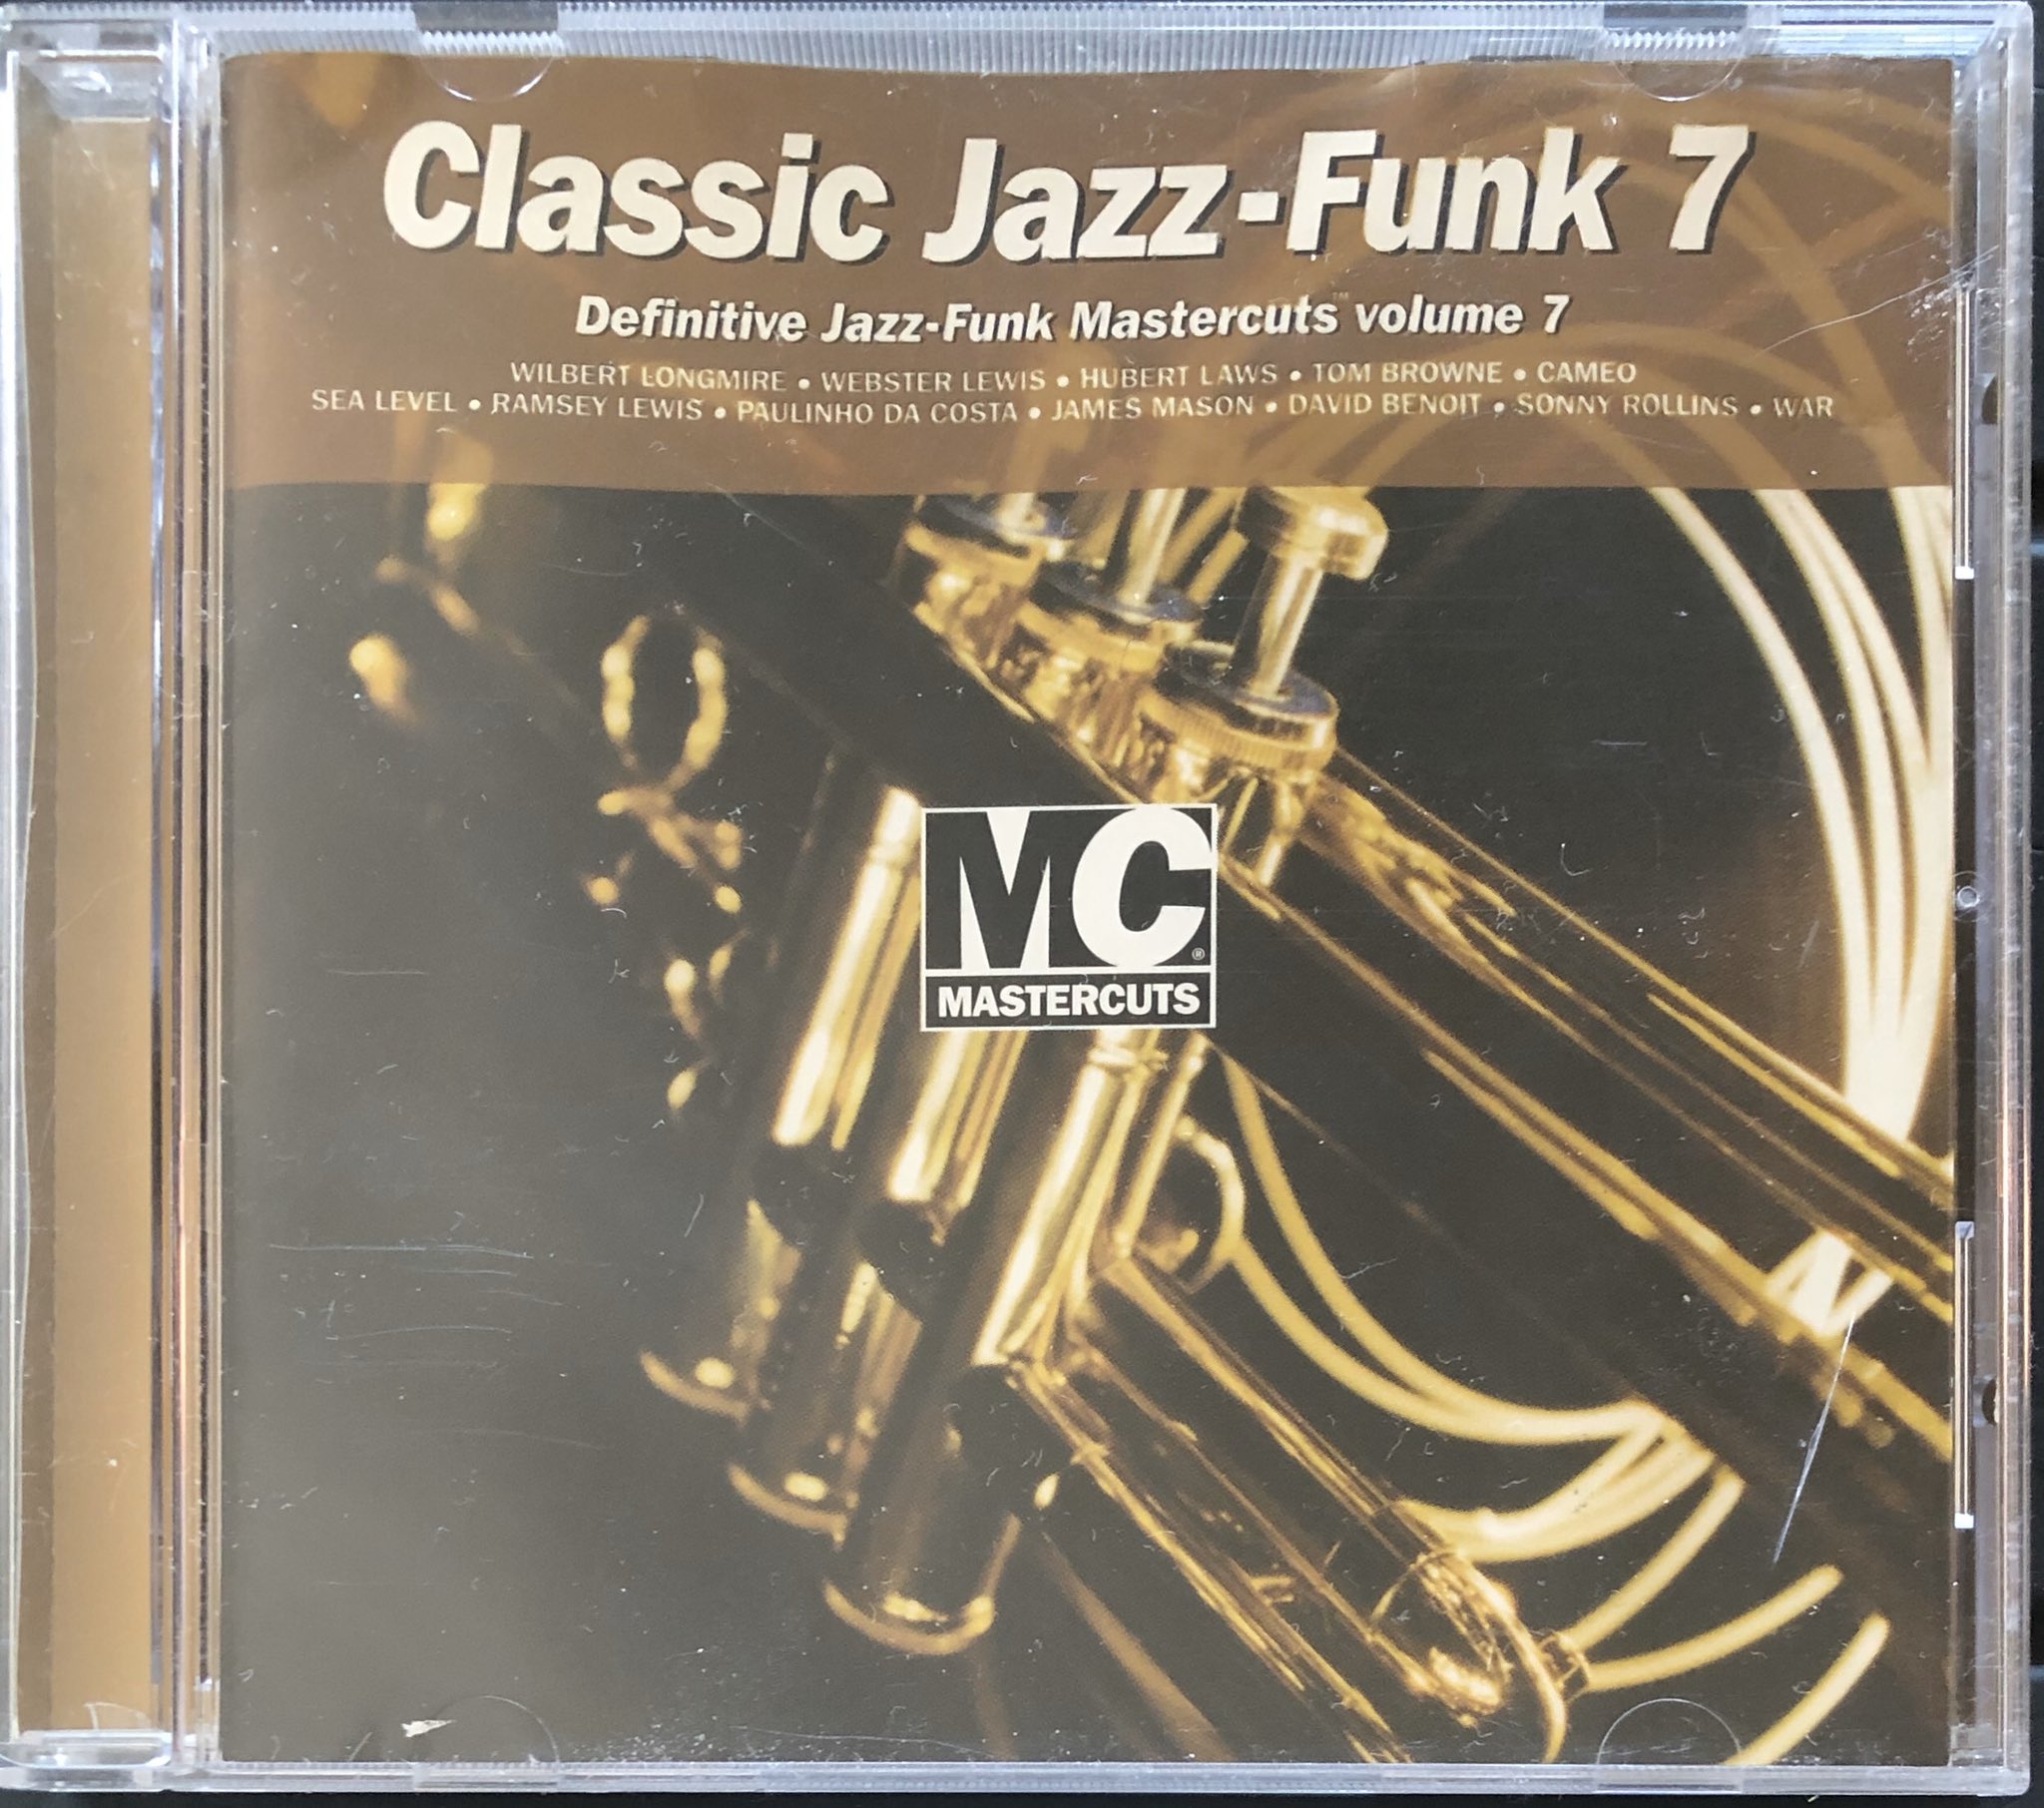 Classic Jazz-Funk 7
Definitive Jazz-Funk Mastercuts™ volume 7
WILBERT LONGMIRE • WEBSTER LEWIS • HUBERT LAWS • TOM BROWNE • CAMEO
SEA LEVEL • RAMSEY LEWIS • PAULINHO DA COSTA • JAMES MASON • DAVID BENOIT • SONNY ROLLINS • WAR
MC®
MASTERCUTS